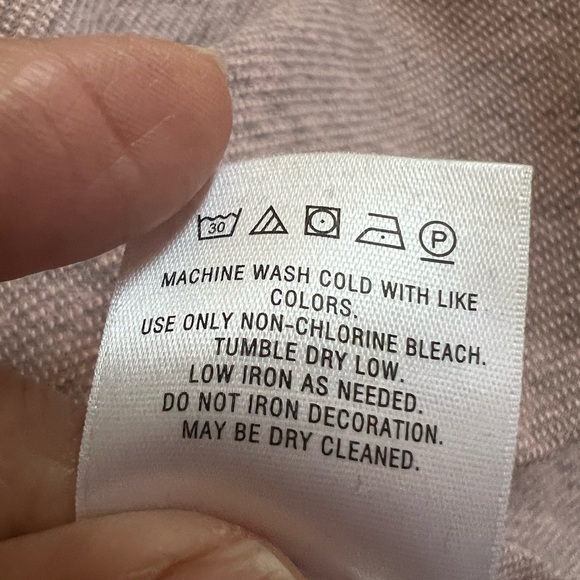 30 P
MACHINE WASH COLD WITH LIKE
COLORS.
USE ONLY NON-CHLORINE BLEACH.
TUMBLE DRY LOW.
LOW IRON AS NEEDED.
DO NOT IRON DECORATION.
MAY BE DRY CLEANED.